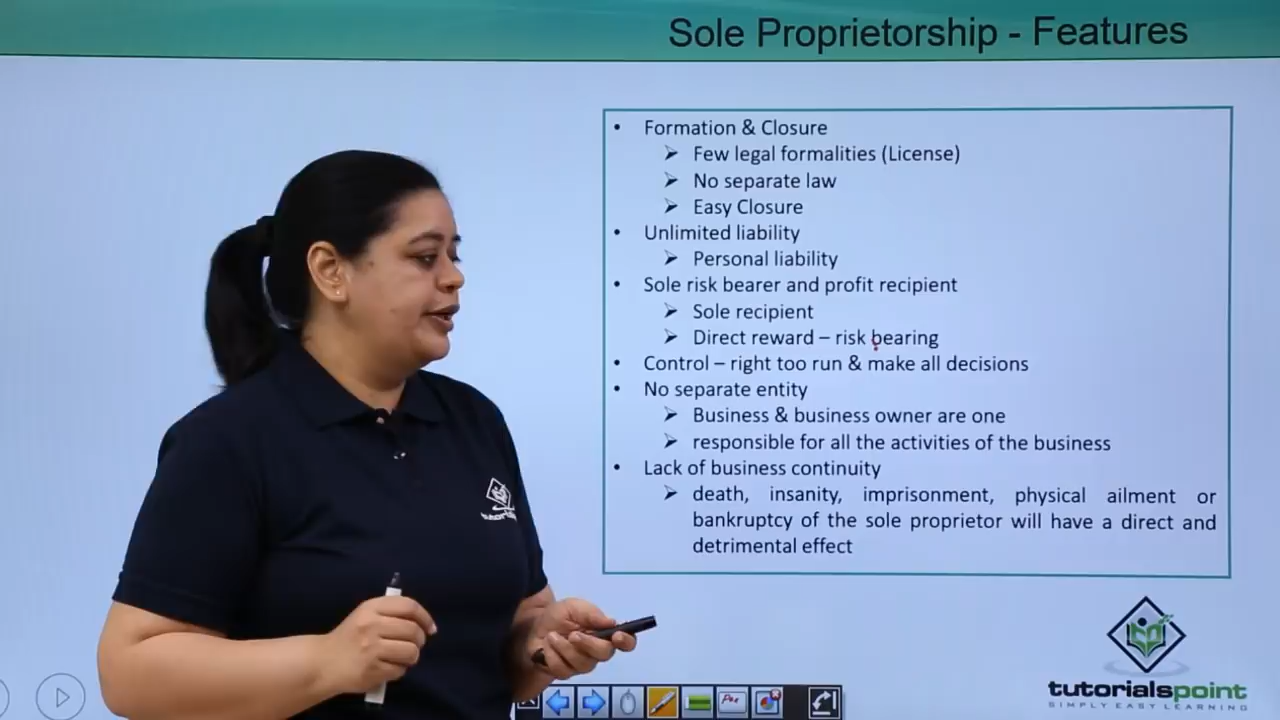 Sole Proprietorship - Features
• Formation & Closure
➢ Few legal formalities (License)
➢ No separate law
➢ Easy Closure
• Unlimited liability
➢ Personal liability
• Sole risk bearer and profit recipient
➢ Sole recipient
➢ Direct reward – risk bearing
• Control – right too run & make all decisions
• No separate entity
➢ Business & business owner are one
➢ responsible for all the activities of the business
• Lack of business continuity
➢ death, insanity, imprisonment, physical ailment or
bankruptcy of the sole proprietor will have a direct and
detrimental effect
tutorialspoint
SIMPLY EASY LEARNING